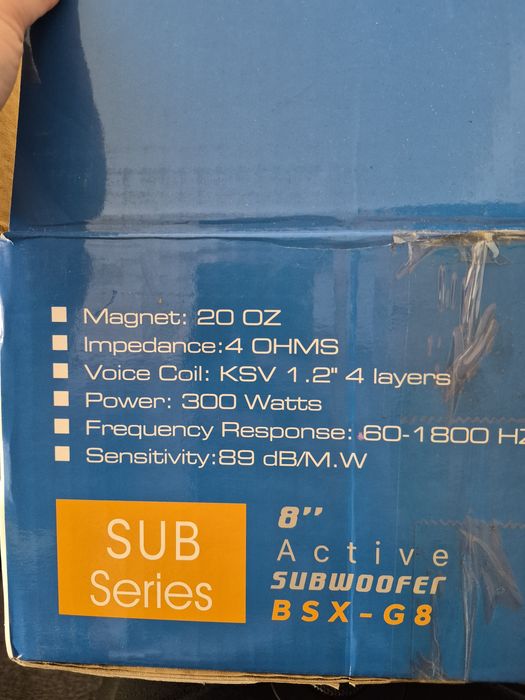 Magnet: 20 OZ
Impedance:4 OHMS
Voice Coil: KSV 1.2" 4 layers
Power: 300 Watts
Frequency Response: 60-1800 HZ
Sensitivity:89 dB/M.W
SUB
Series
8''
Active
SUBWOOFER
BSX-G8